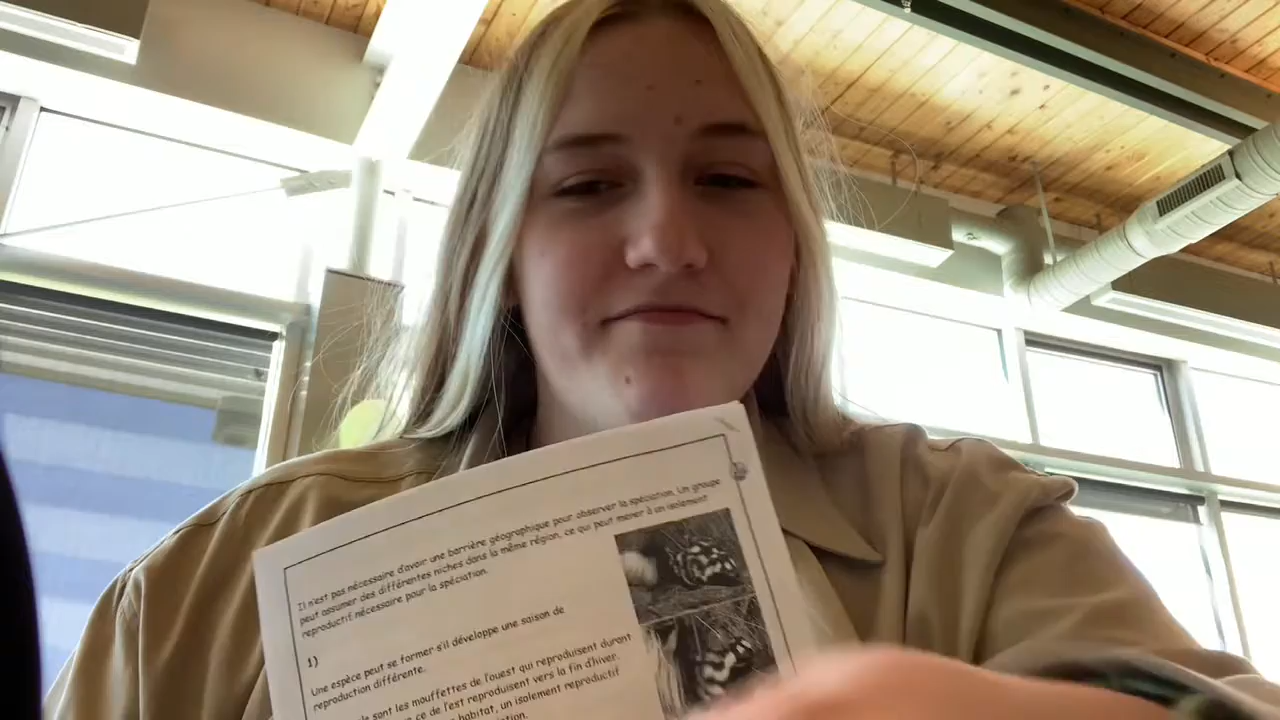 Il n'est pas nécessaire d'avoir une barrière géographique pour observer la spéciation. Un groupe
peut assumer des différentes niches dans la même région, ce qui peut mener à un isolement
reproductif nécessaire pour la spéciation.
1)
Une espèce peut se former s'il développe une saison de
reproduction différente.
sont les mouffettes de l'ouest qui reproduisent durant
ce de l'est reproduisent vers la fin d'hiver.
habitat, un isolement reproductif